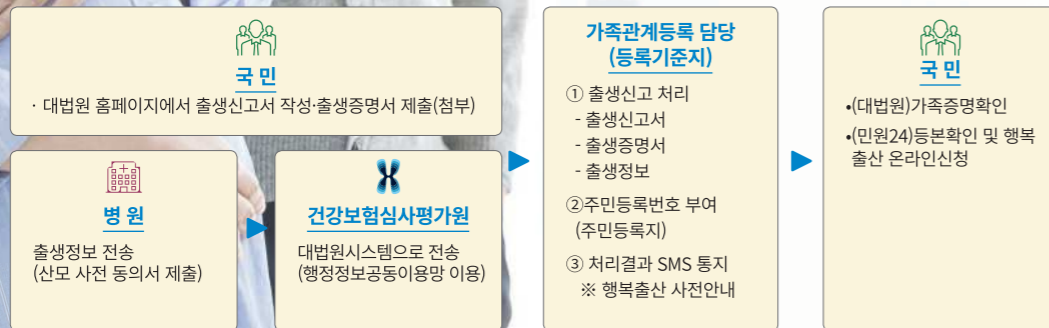 국 민
· 대법원 홈페이지에서 출생신고서 작성·출생증명서 제출(첨부)
병 원
출생정보 전송
(산모 사전 동의서 제출)
건강보험심사평가원
대법원시스템으로 전송
(행정정보공동이용망 이용)
가족관계등록 담당
(등록기준지)
① 출생신고 처리
- 출생신고서
- 출생증명서
- 출생정보
②주민등록번호 부여
(주민등록지)
③ 처리결과 SMS 통지
※ 행복출산 사전안내
국 민
•(대법원)가족증명확인
•(민원24)등본확인 및 행복
출산 온라인신청